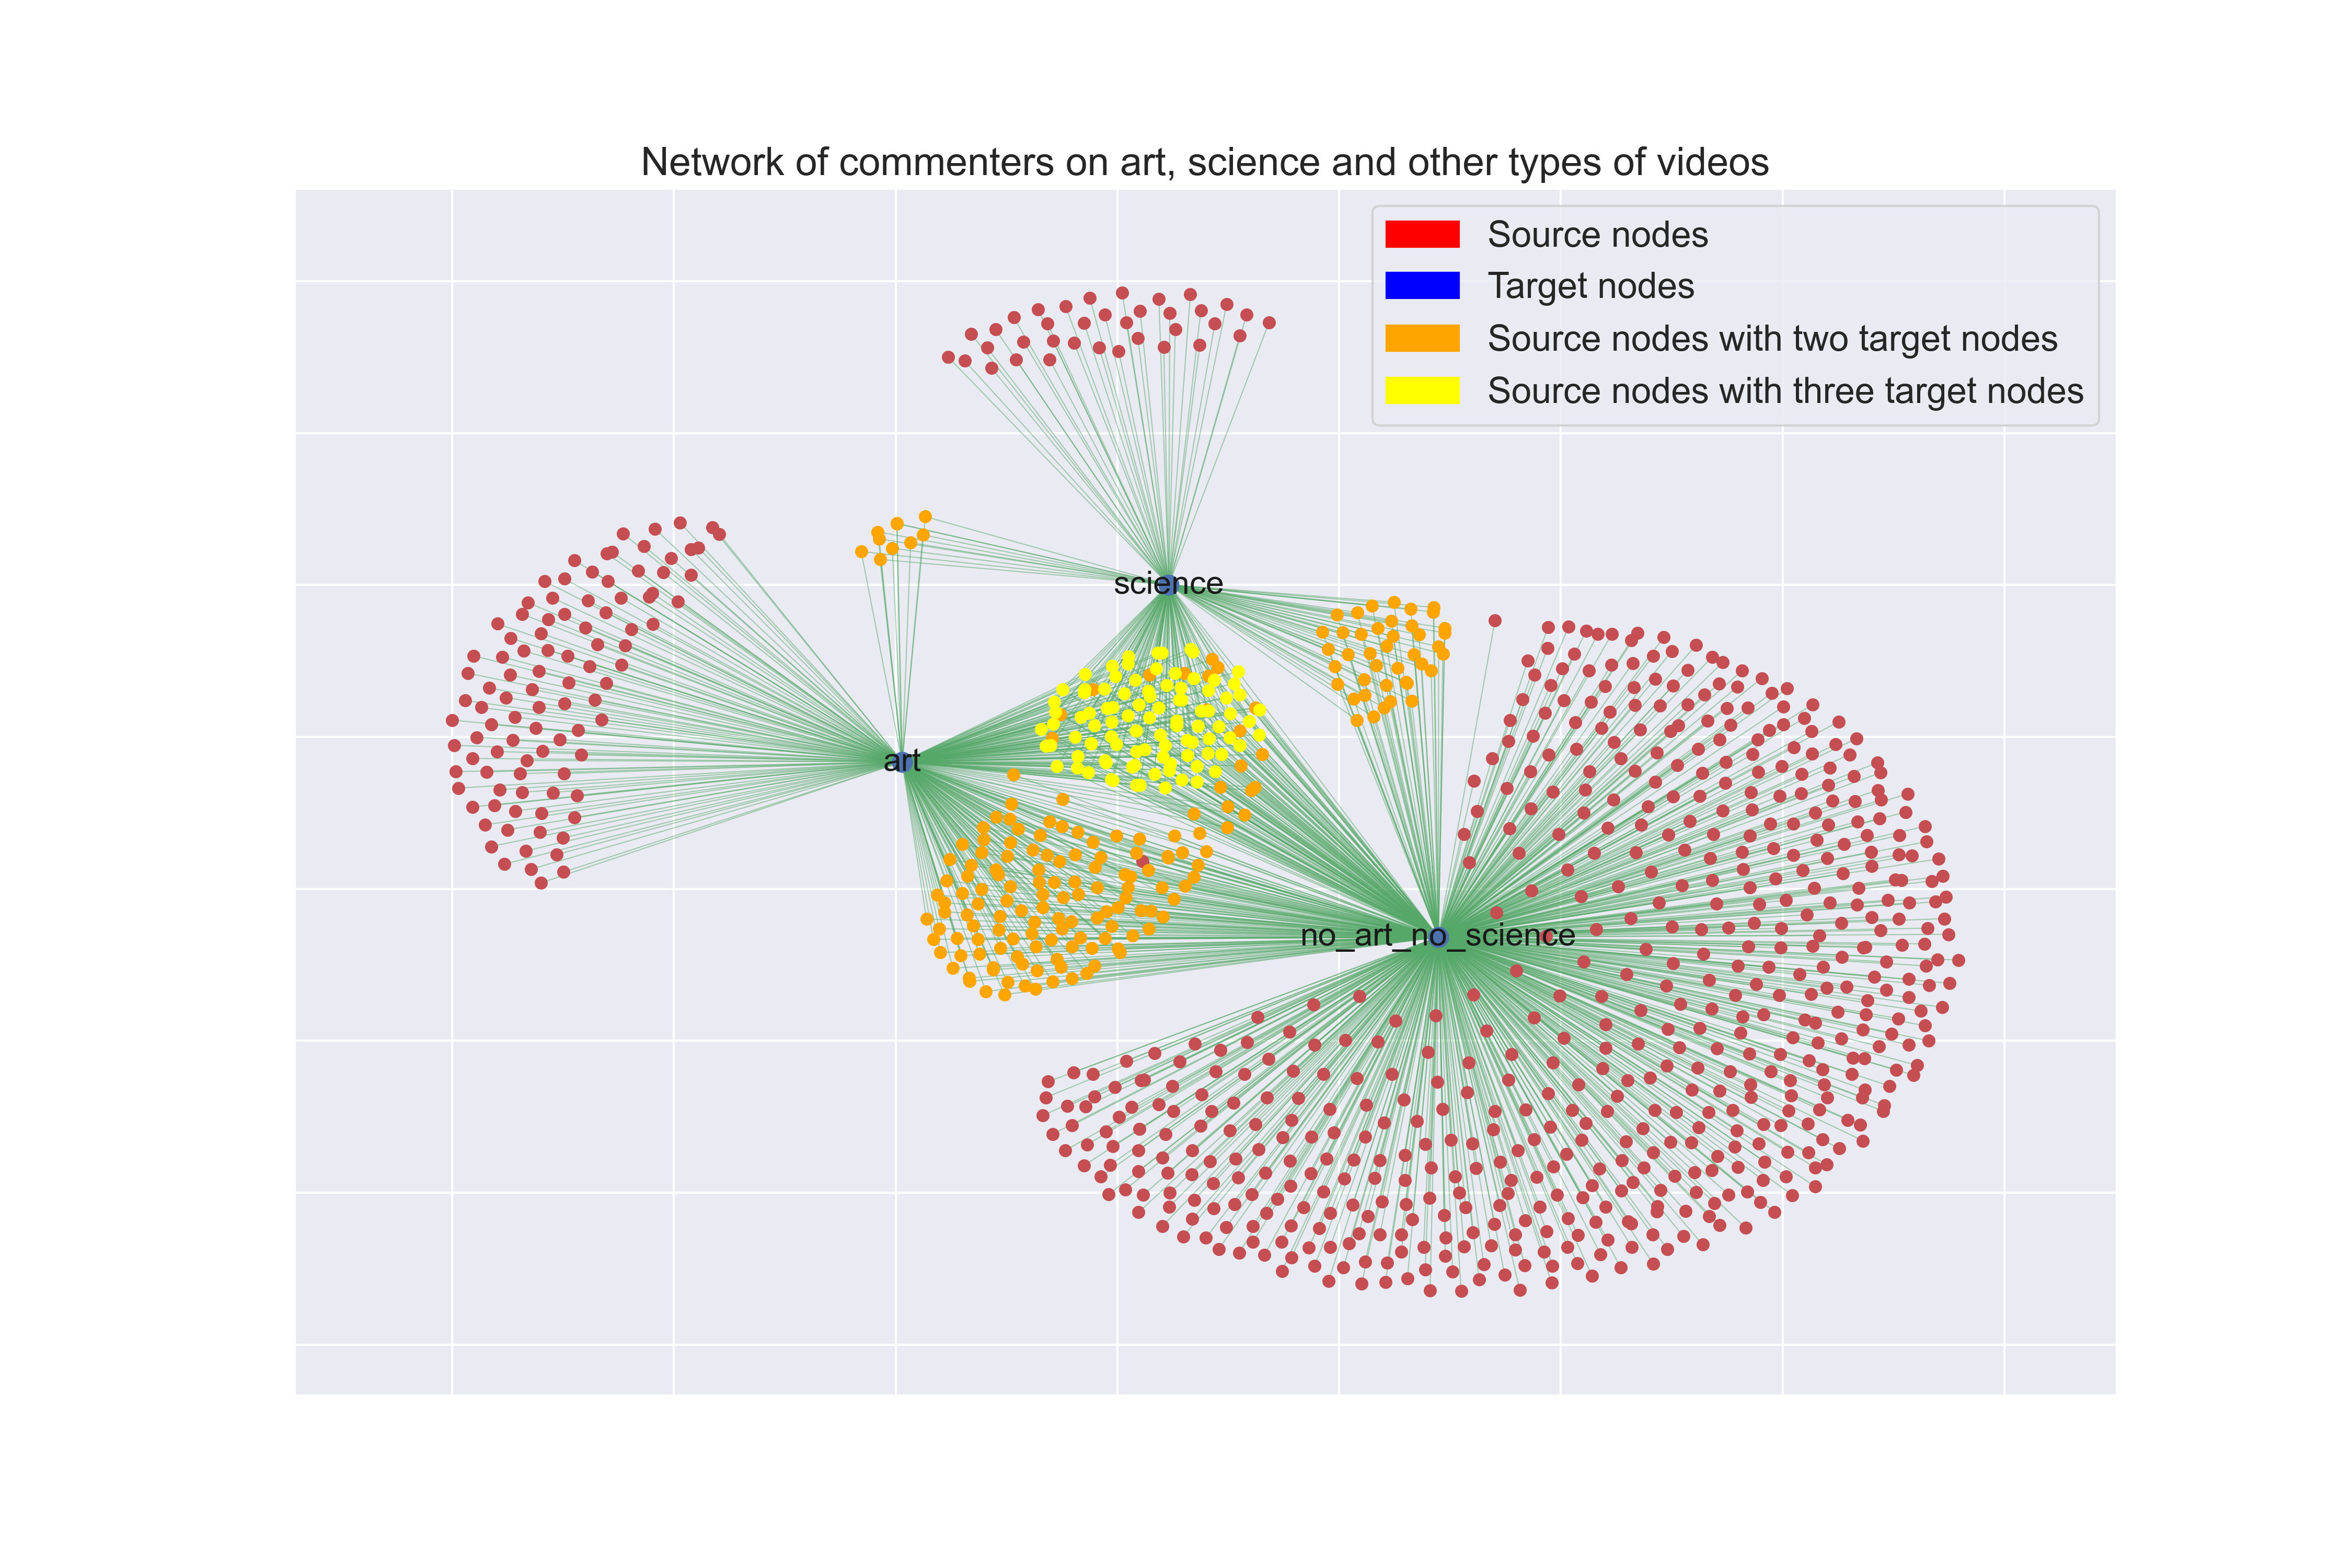 Network of commenters on art, science and other types of videos
Source nodes
Target nodes
Source nodes with two target nodes
Source nodes with three target nodes
science
art
no_art_no_science